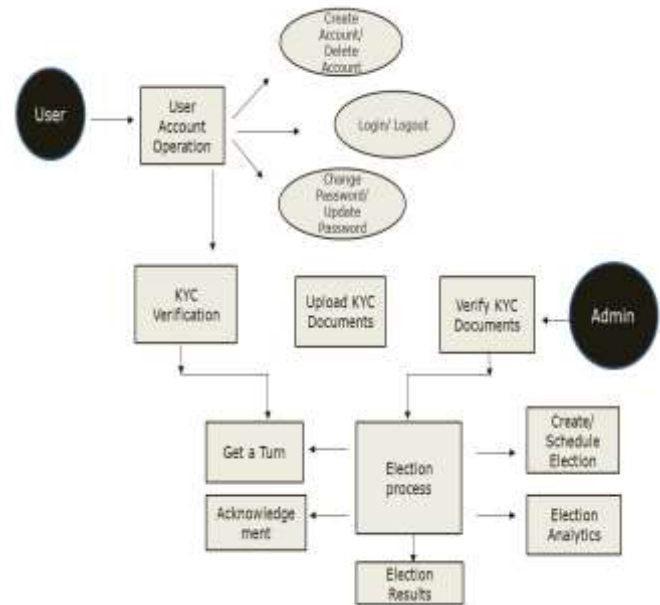 Create
Account/
Delete
Account
User
User
Account
Operation
Login/ Logout
Change
Password/
Update
Password
KYC
Verification
Upload KYC
Documents
Verify KYC
Documents
Admin
Get a Turn
Election
process
Create/
Schedule
Election
Acknowledge
ment
Election
Analytics
Election
Results